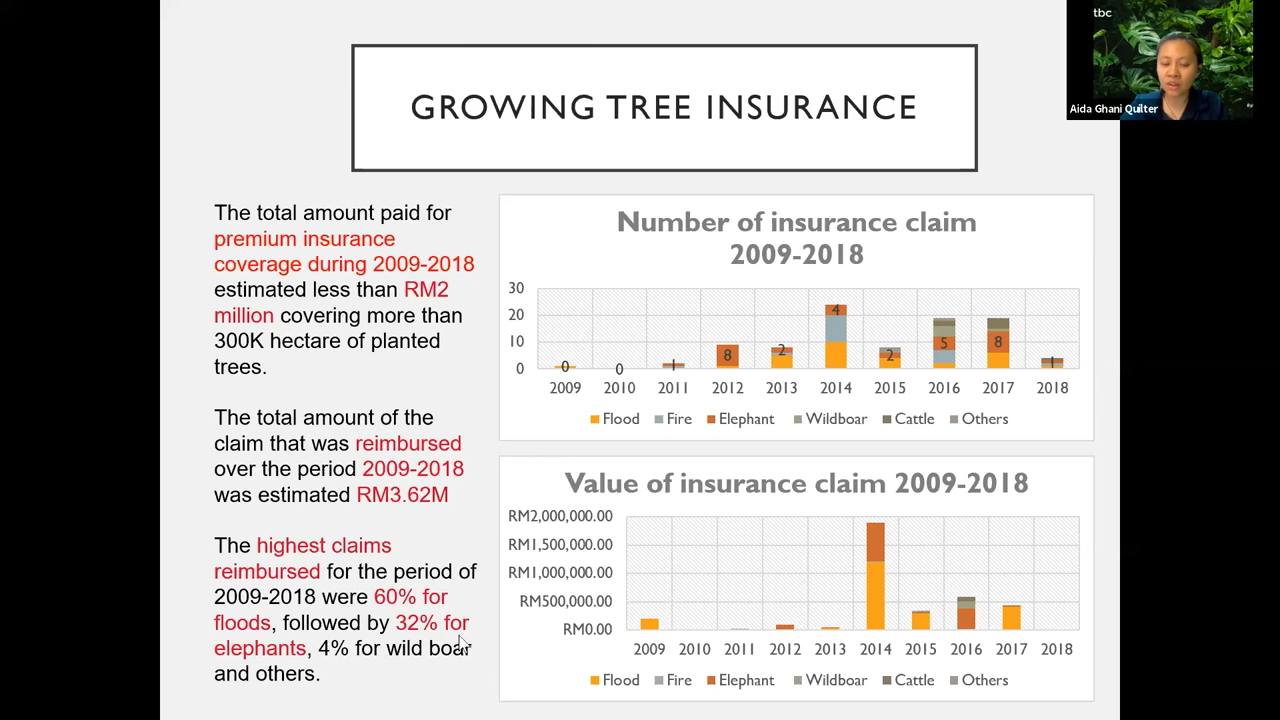 tbc
Aida Ghani Quilter
GROWING TREE INSURANCE
The total amount paid for
premium insurance
coverage during 2009-2018
estimated less than RM2
million covering more than
300K hectare of planted
trees.
The total amount of the
claim that was reimbursed
over the period 2009-2018
was estimated RM3.62M
The highest claims
reimbursed for the period of
2009-2018 were 60% for
floods, followed by 32% for
elephants, 4% for wild boar
and others.
Number of insurance claim
2009-2018
30
20
10
0
0 0 1 8 2 4 2 5 8 1
2009 2010 2011 2012 2013 2014 2015 2016 2017 2018
Flood Fire Elephant Wildboar Cattle Others
Value of insurance claim 2009-2018
RM2,000,000.00
RM1,500,000.00
RM1,000,000.00
RM500,000.00
RM0.00
2009 2010 2011 2012 2013 2014 2015 2016 2017 2018
Flood Fire Elephant Wildboar Cattle Others